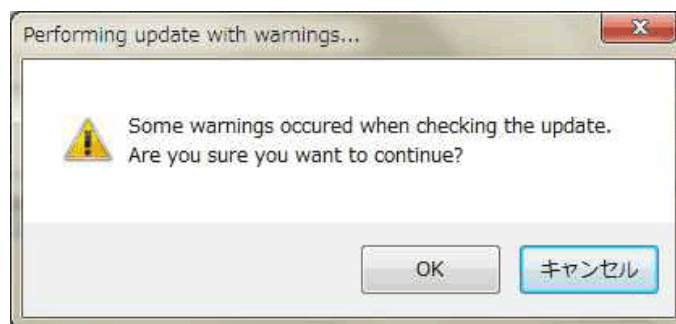 Performing update with warnings...
Some warnings occured when checking the update.
Are you sure you want to continue?
OK
キャンセル